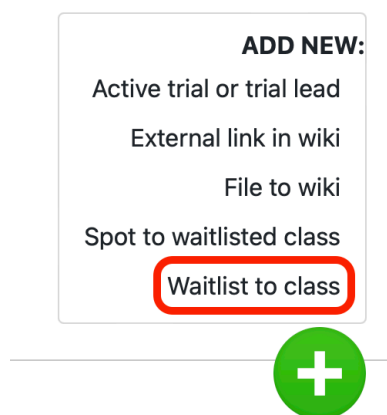 ADD NEW:
Active trial or trial lead
External link in wiki
File to wiki
Spot to waitlisted class
Waitlist to class